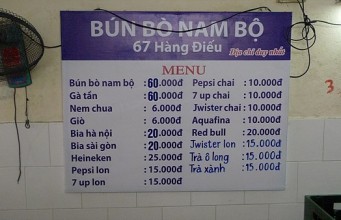 BÚN BÒ NAM BỘ
67 Hàng Điếu
Địa chỉ duy nhất
MENU
Bún bò nam bộ : 60.000đ
Gà tần : 60.000đ
Nem chua : 6.000đ
Giò : 6.000đ
Bia hà nội : 20.000đ
Bia sài gòn : 20.000đ
Heineken : 25.000đ
Pepsi lon : 15.000đ
7 up lon : 15.000đ
Pepsi chai : 10.000đ
7 up chai : 10.000đ
Jwister chai : 10.000đ
Aquafina : 10.000đ
Red bull : 20.000đ
Jwister lon : 15.000đ
Trà ô long : 15.000đ
Trà xanh : 15.000đ
3